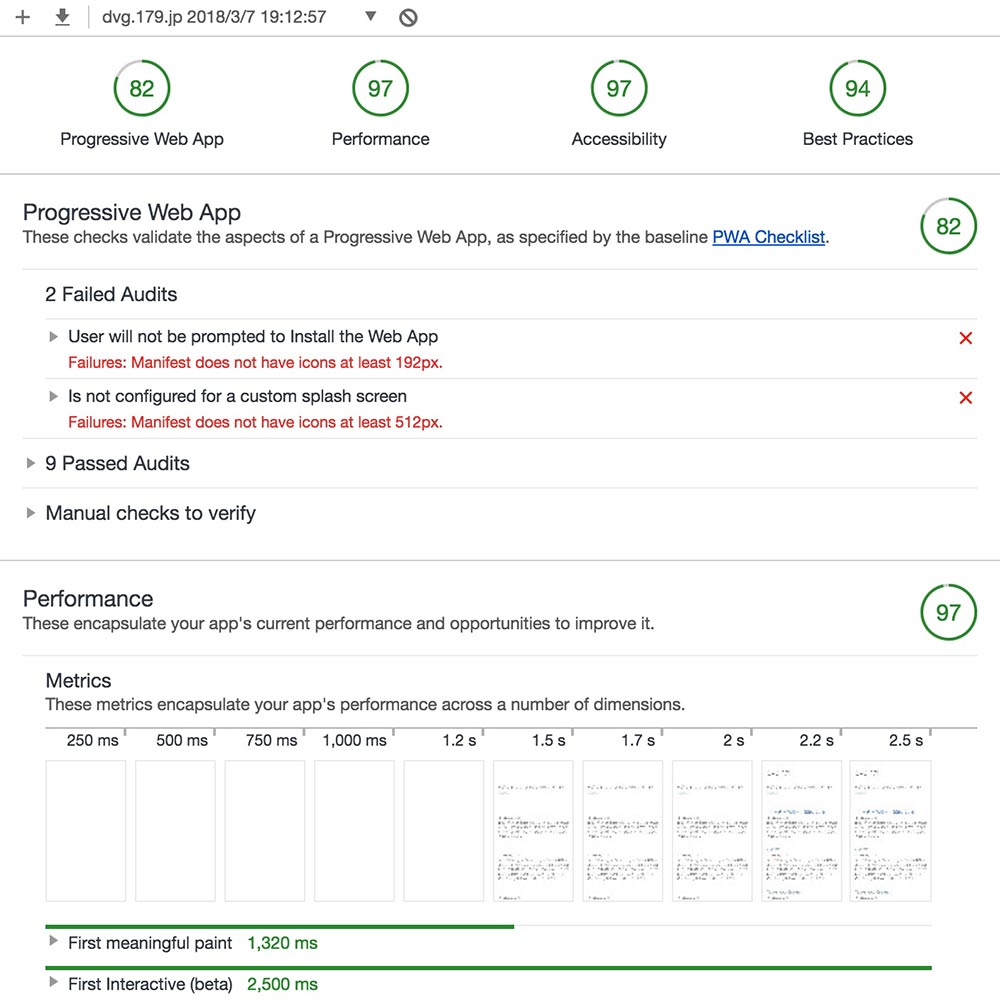 dvg.179.jp 2018/3/7 19:12:57
82 97 97 94
Progressive Web App Performance Accessibility Best Practices
Progressive Web App
These checks validate the aspects of a Progressive Web App, as specified by the baseline PWA Checklist.
82
2 Failed Audits
User will not be prompted to Install the Web App
Failures: Manifest does not have icons at least 192px.
Is not configured for a custom splash screen
Failures: Manifest does not have icons at least 512px.
9 Passed Audits
Manual checks to verify
Performance
These encapsulate your app's current performance and opportunities to improve it.
97
Metrics
These metrics encapsulate your app's performance across a number of dimensions.
250 ms 500 ms 750 ms 1,000 ms 1.2 s 1.5 s 1.7 s 2 s 2.2 s 2.5 s
First meaningful paint 1,320 ms
First Interactive (beta) 2,500 ms